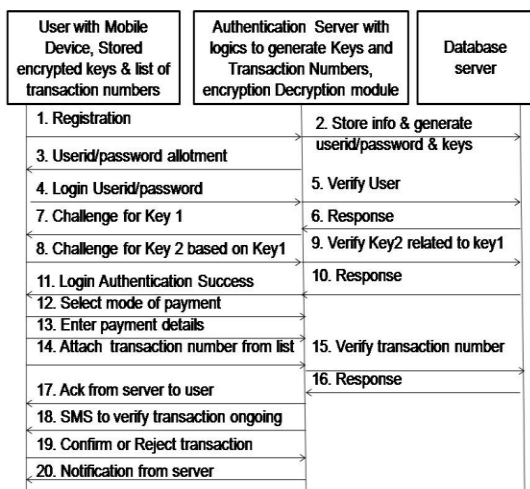 User with Mobile
Device, Stored
encrypted keys & list of
transaction numbers
Authentication Server with
logics to generate Keys and
Transaction Numbers,
encryption Decryption module
Database
server
1. Registration
2. Store info & generate
userid/password & keys
3. Userid/password allotment
4. Login Userid/password
5. Verify User
6. Response
7. Challenge for Key 1
8. Challenge for Key 2 based on Key1
9. Verify Key2 related to key1
10. Response
11. Login Authentication Success
12. Select mode of payment
13. Enter payment details
14. Attach transaction number from list
15. Verify transaction number
16. Response
17. Ack from server to user
18. SMS to verify transaction ongoing
19. Confirm or Reject transaction
20. Notification from server